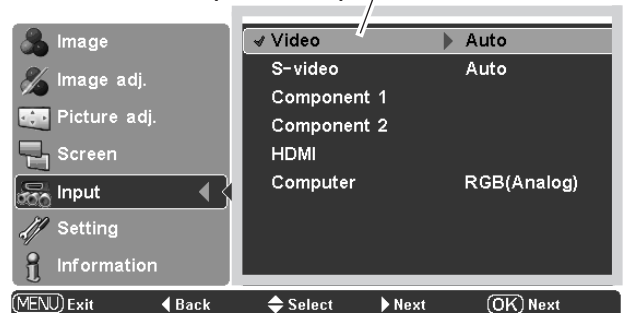 Image
Image adj.
Picture adj.
Screen
Input
Setting
Information
Video Auto
S-video Auto
Component 1
Component 2
HDMI
Computer RGB(Analog)
MENU Exit Back Select Next OK Next